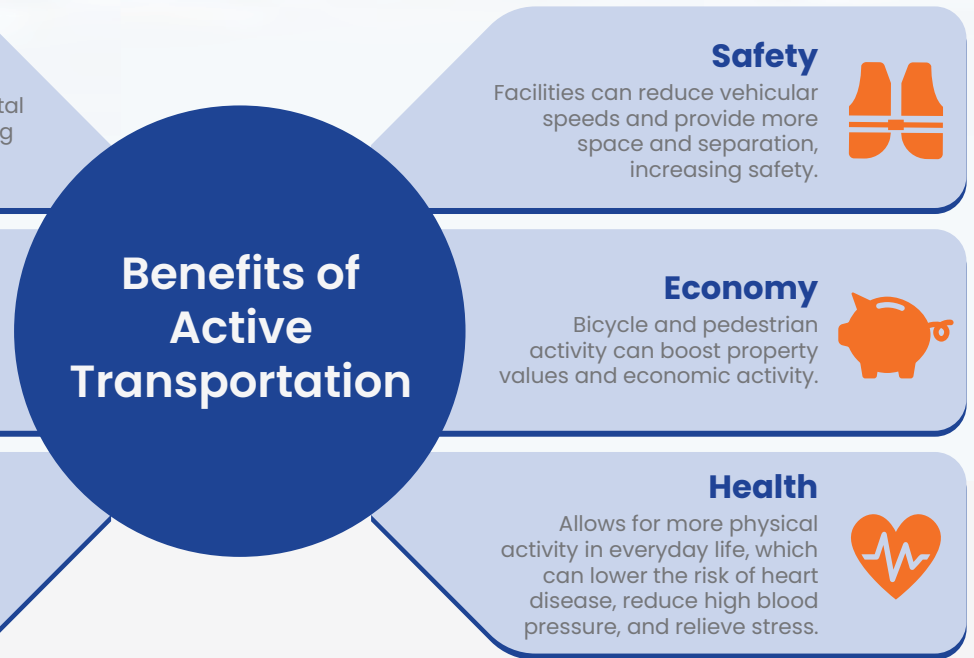 Benefits of
Active
Transportation
Safety
Facilities can reduce vehicular
speeds and provide more
space and separation,
increasing safety.
Economy
Bicycle and pedestrian
activity can boost property
values and economic activity.
Health
Allows for more physical
activity in everyday life, which
can lower the risk of heart
disease, reduce high blood
pressure, and relieve stress.